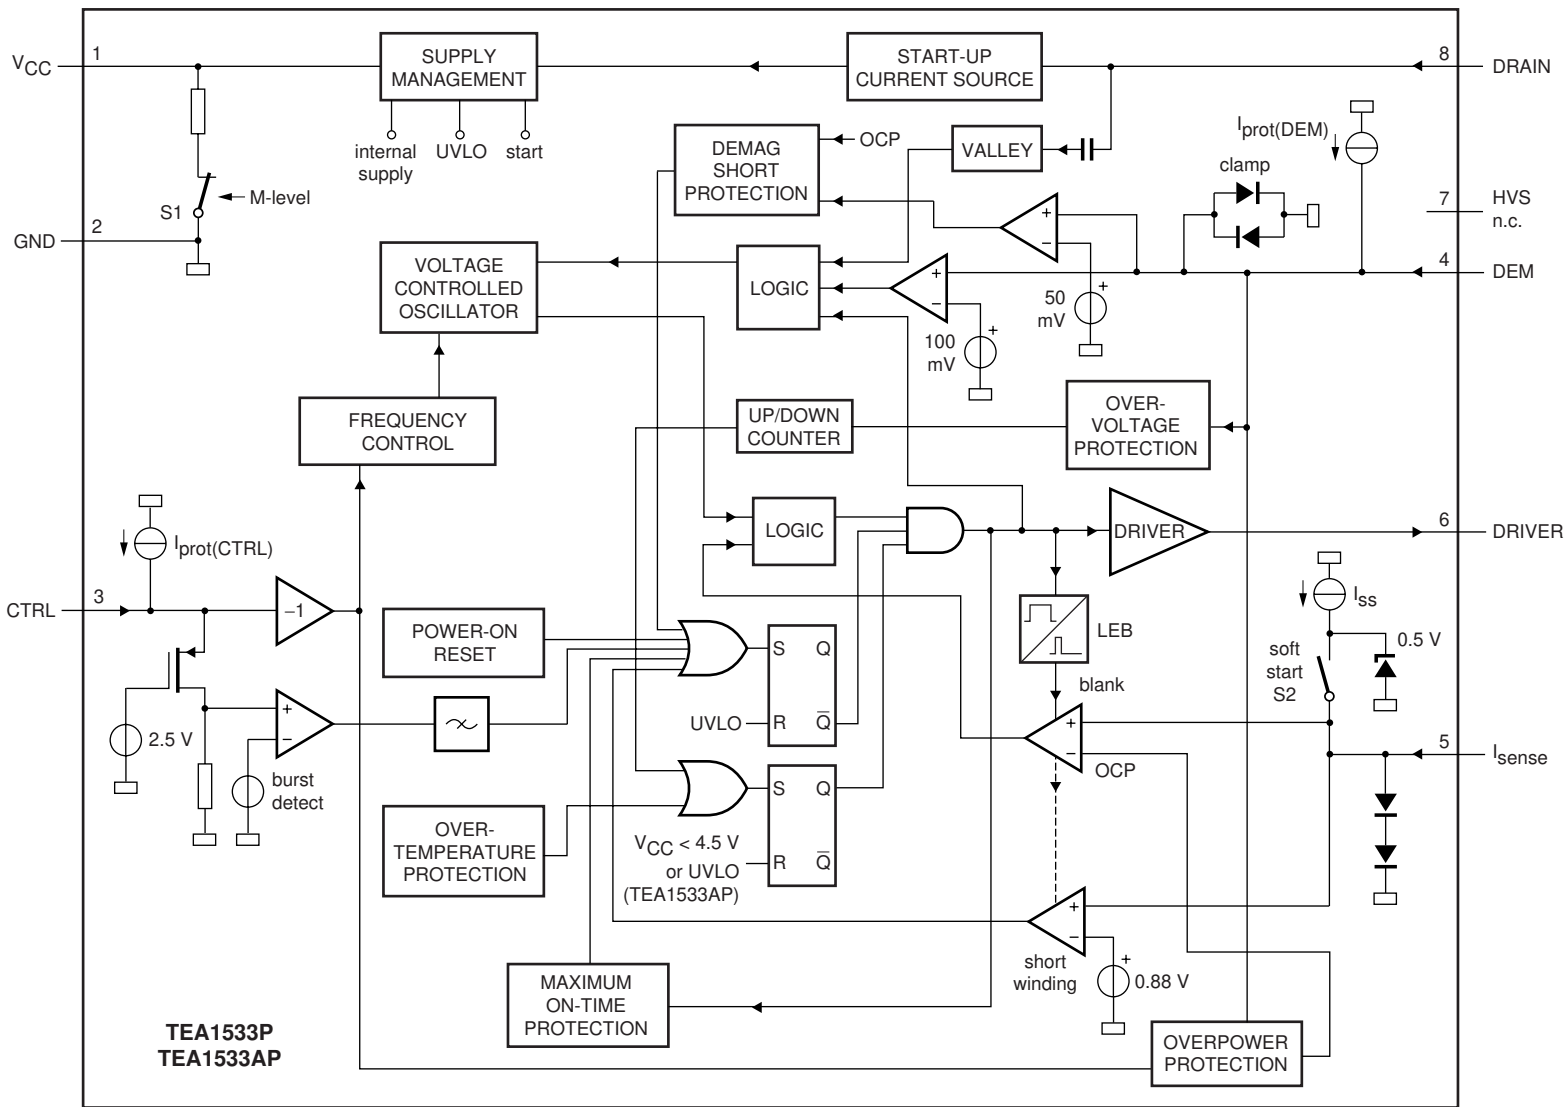 1
VCC
SUPPLY
MANAGEMENT
START-UP
CURRENT SOURCE
8
DRAIN
internal
supply
UVLO
start
DEMAG
SHORT
PROTECTION
OCP
VALLEY
Iprot(DEM)
clamp
S1
M-level
7
HVS
n.c.
2
GND
VOLTAGE
CONTROLLED
OSCILLATOR
LOGIC
+
−
+
−
4
DEM
50
mV
+
100
mV
+
FREQUENCY
CONTROL
UP/DOWN
COUNTER
OVER-
VOLTAGE
PROTECTION
Iprot(CTRL)
LOGIC
DRIVER
6
DRIVER
3
CTRL
−1
POWER-ON
RESET
S
Q
UVLO
R
Q
LEB
blank
Iss
0.5 V
soft
start
S2
2.5 V
+
−
burst
detect
+
−
OCP
5
Isense
OVER-
TEMPERATURE
PROTECTION
S
Q
VCC < 4.5 V
or UVLO
(TEA1533AP)
R
Q
+
−
short
winding
+
0.88 V
MAXIMUM
ON-TIME
PROTECTION
OVERPOWER
PROTECTION
TEA1533P
TEA1533AP